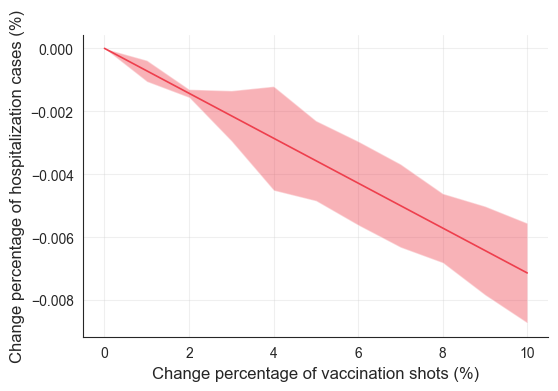 Change percentage of hospitalization cases (%)
0.000
−0.002
−0.004
−0.006
−0.008
0 2 4 6 8 10
Change percentage of vaccination shots (%)